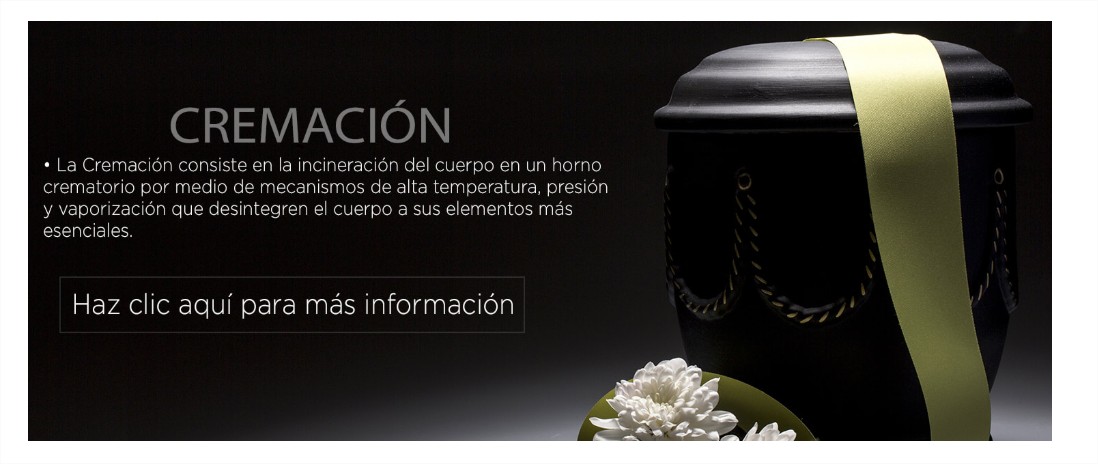 CREMACIÓN
• La Cremación consiste en la incineración del cuerpo en un horno
crematorio por medio de mecanismos de alta temperatura, presión
y vaporización que desintegren el cuerpo a sus elementos más
esenciales.
Haz clic aquí para más información